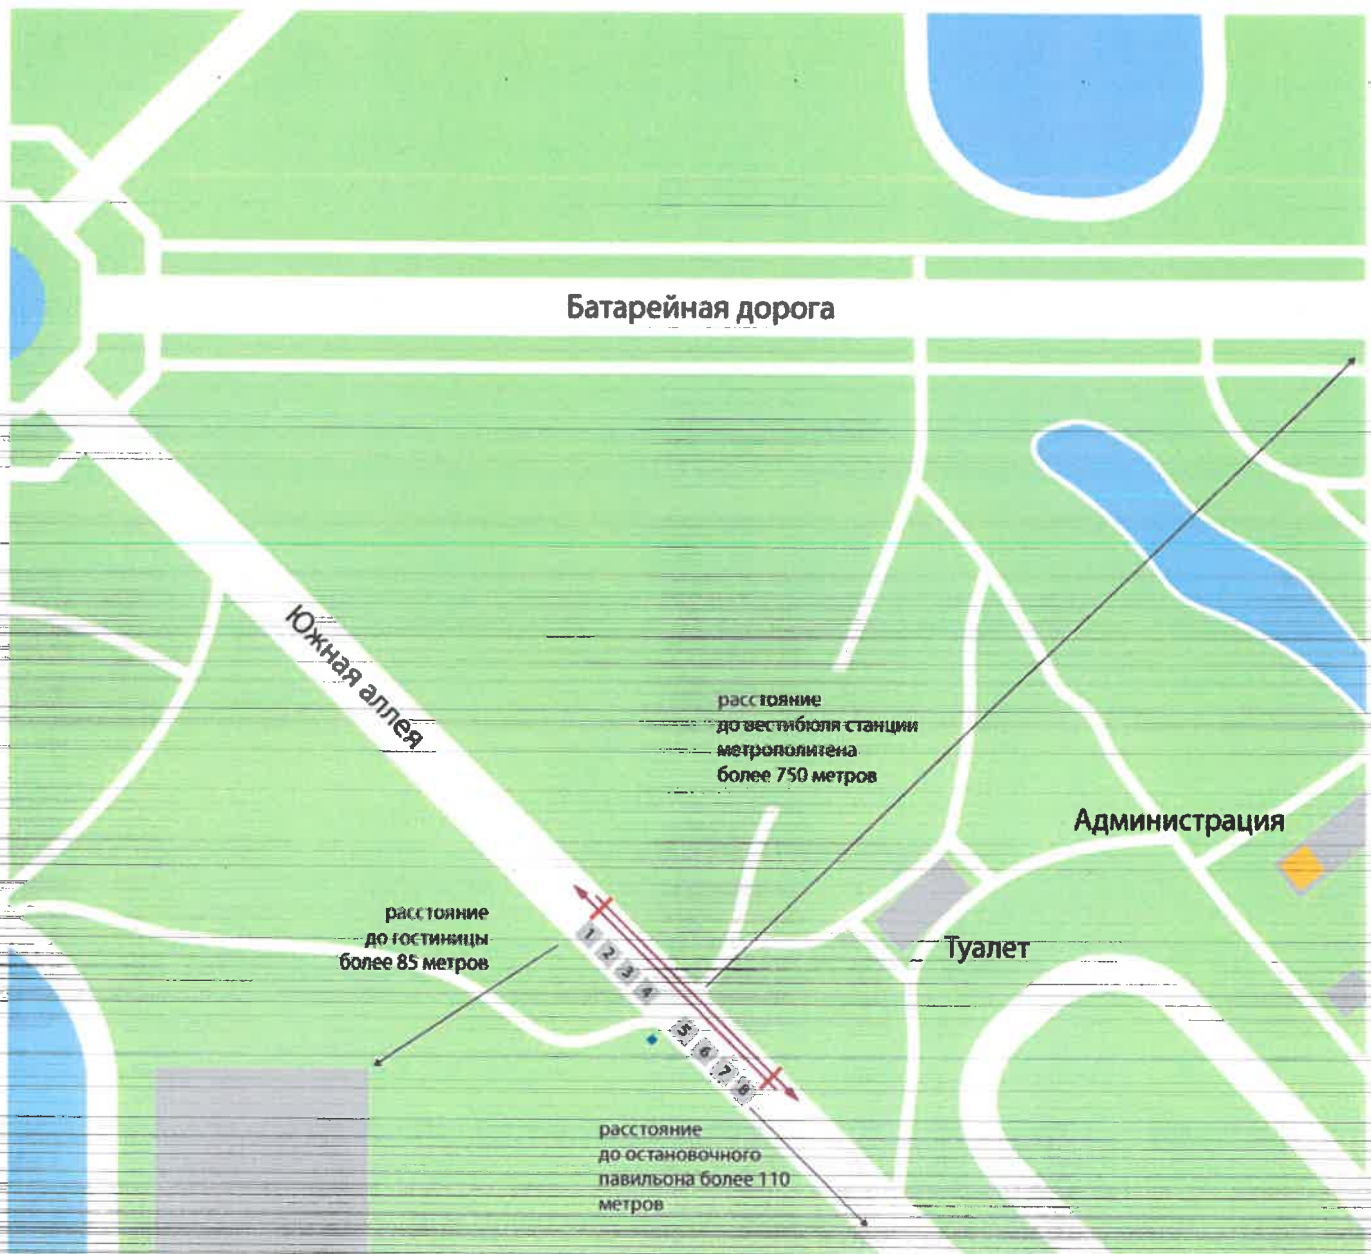 Батарейная дорога
Южная аллея
расстояние
до вестибюля станции
метрополитена
более 750 метров
Администрация
расстояние
до гостиницы
более 85 метров
Туалет
1
2
3
4
5
6
7
8
расстояние
до остановочного
павильона более 110
метров